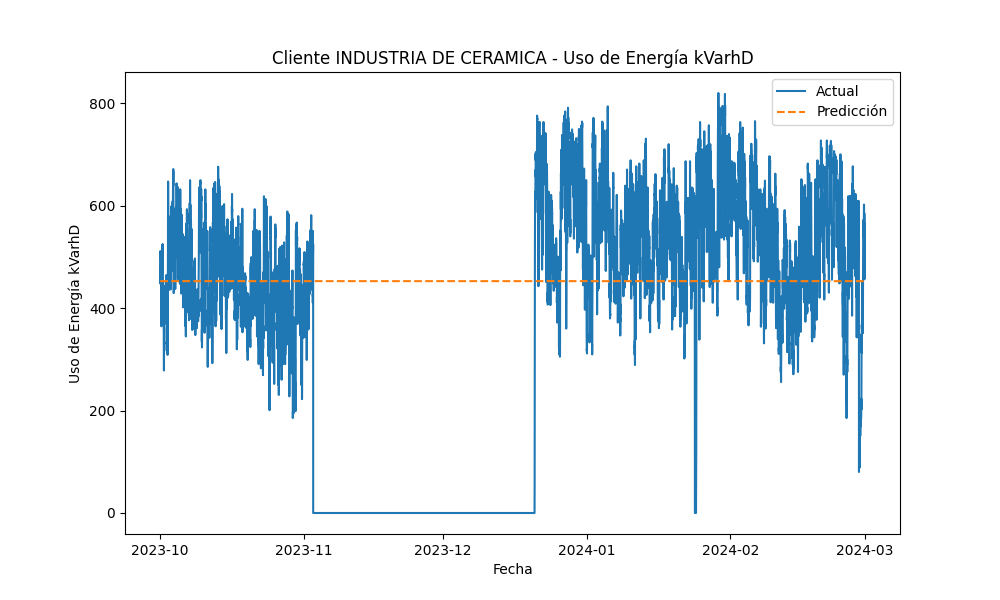 Cliente INDUSTRIA DE CERAMICA - Uso de Energía kVarhD
Actual
Predicción
800
600
400
200
0
Uso de Energía kVarhD
2023-10 2023-11 2023-12 2024-01 2024-02 2024-03
Fecha